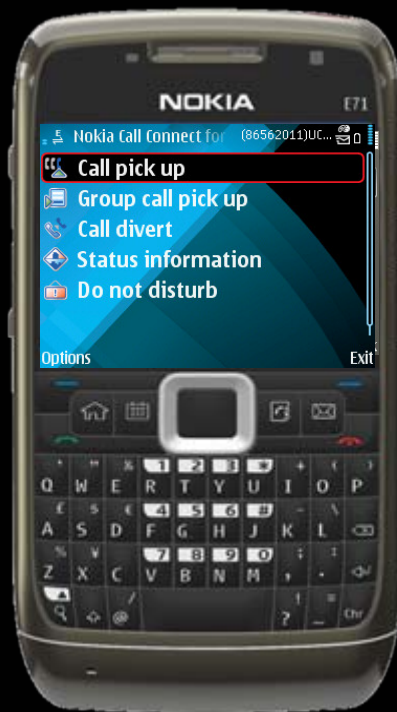 NOKIA
E71
Nokia Call Connect for (86562011)UC...
Call pick up
Group call pick up
Call divert
Status information
Do not disturb
Options Exit
* " % 1 2 3 * + ( )
Q W E R T Y U I O P
£ $ € 4 5 6 # - \
A S D F G H J K L
% ¥ 7 8 9 0 ; :
Z X C V B N M , .
/ ! =
@ ? _ Chr